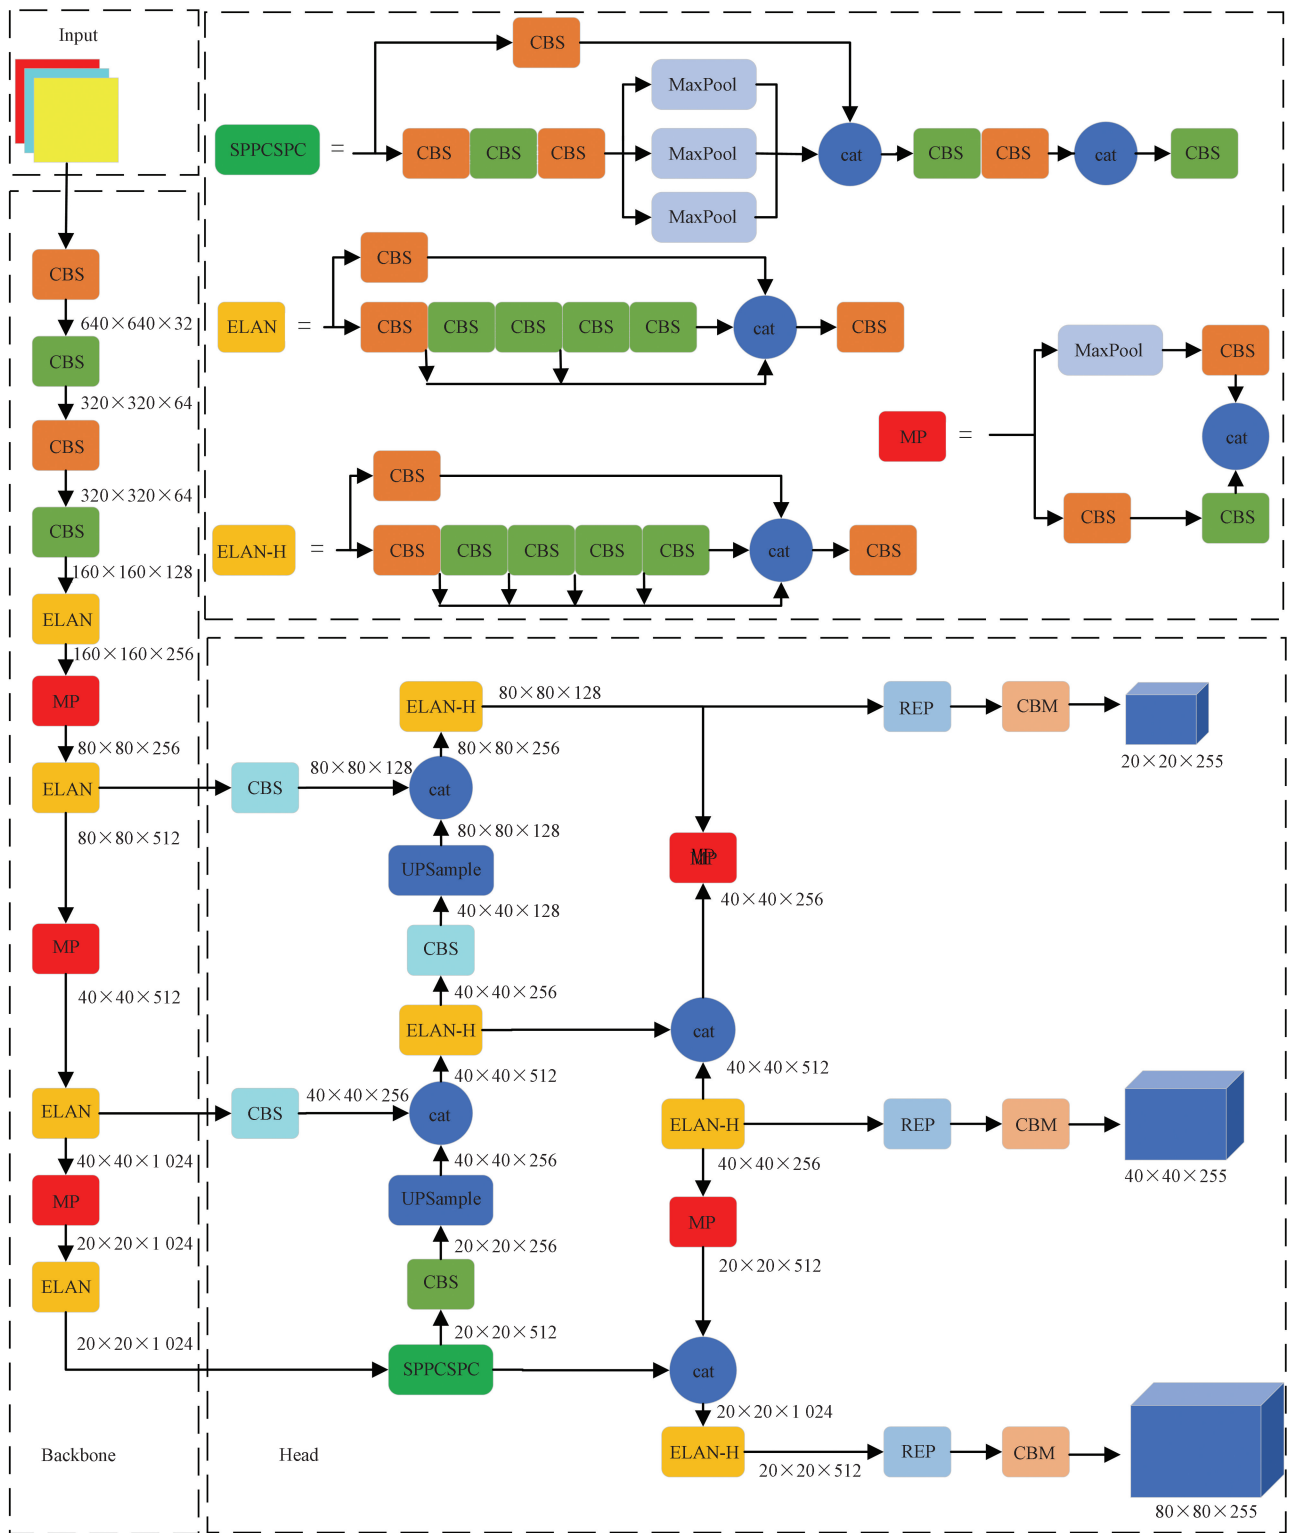 Input
CBS
MaxPool
SPPCSPC = CBS CBS CBS MaxPool cat CBS CBS cat CBS
MaxPool
CBS
ELAN = CBS CBS CBS CBS CBS cat CBS
MaxPool CBS
MP = cat
CBS CBS
CBS
ELAN-H = CBS CBS CBS CBS CBS cat CBS
CBS
640×640×32
CBS
320×320×64
CBS
320×320×64
CBS
160×160×128
ELAN
160×160×256
MP
80×80×256
ELAN
80×80×512
MP
40×40×512
ELAN
40×40×1 024
MP
20×20×1 024
ELAN
20×20×1 024
Backbone
ELAN-H 80×80×128 REP CBM
20×20×255
80×80×256
CBS 80×80×128 cat
80×80×128
UPSample MP
MP
40×40×128 40×40×256
CBS
40×40×256
ELAN-H cat
40×40×512 40×40×512
CBS 40×40×256 cat ELAN-H REP CBM
40×40×256 40×40×256 40×40×255
UPSample MP
20×20×256 20×20×512
CBS
20×20×512
SPPCSPC cat
20×20×1 024
ELAN-H REP CBM
20×20×512
80×80×255
Head